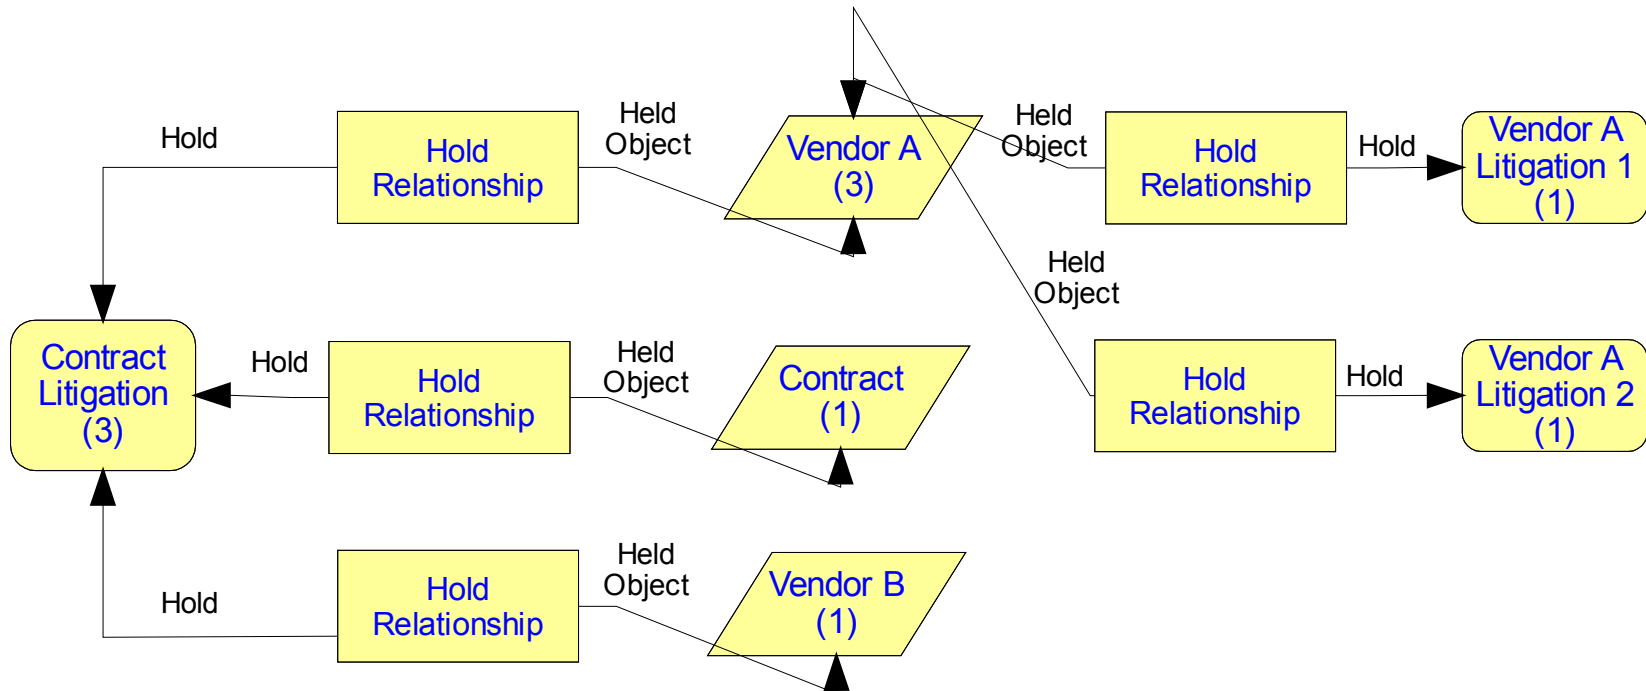 Hold
Hold
Relationship
Held
Object
Vendor A
(3)
Held
Object
Hold
Relationship
Hold
Vendor A
Litigation 1
(1)
Held
Object
Contract
Litigation
(3)
Hold
Hold
Relationship
Held
Object
Contract
(1)
Hold
Relationship
Hold
Vendor A
Litigation 2
(1)
Hold
Hold
Relationship
Held
Object
Vendor B
(1)